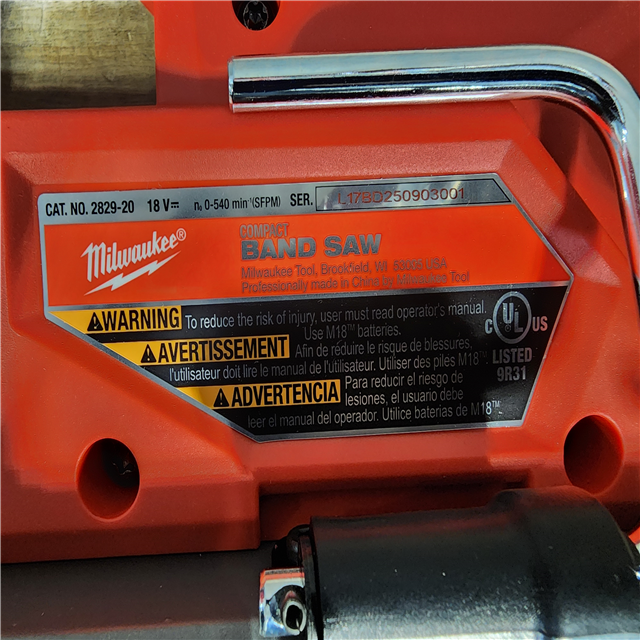 Milwaukee
CAT. NO. 2829-20 18 V⎓ n₀ 0-540 min⁻¹(SFPM) SER. L17BD250903001
Milwaukee®
COMPACT
BAND SAW
Milwaukee Tool, Brookfield, WI 53005 USA
Professionally made in China by Milwaukee Tool
⚠WARNING To reduce the risk of injury, user must read operator's manual.
Use M18™ batteries.
⚠AVERTISSEMENT Afin de réduire le risque de blessures,
l'utilisateur doit lire le manuel de l'utilisateur. Utiliser des piles M18™.
⚠ADVERTENCIA Para reducir el riesgo de
lesiones, el usuario debe
leer el manual del operador. Utilice baterías de M18™.
C UL® US
LISTED
9R31